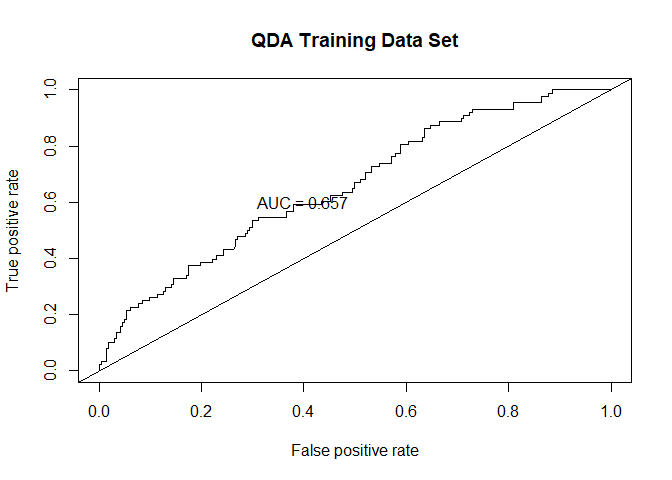 QDA Training Data Set
True positive rate
1.0
0.8
0.6
0.4
0.2
0.0
AUC = 0.657
0.0 0.2 0.4 0.6 0.8 1.0
False positive rate